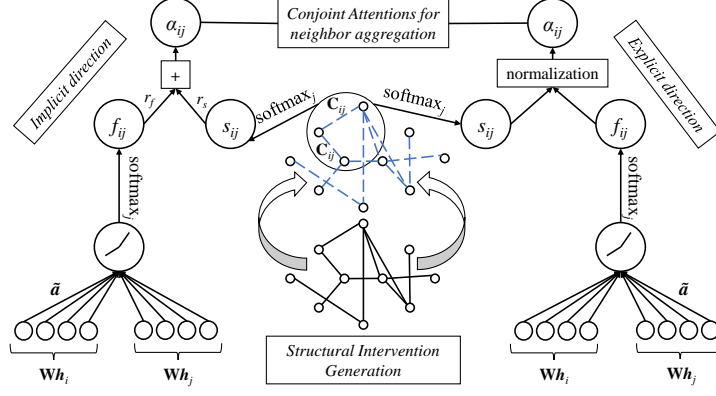 α_ij
Conjoint Attentions for
neighbor aggregation
α_ij
Implicit direction
Explicit direction
+
normalization
r_f
r_s
softmax_j
C_ij
softmax_j
f_ij
s_ij
C_ij
s_ij
f_ij
softmax_j
softmax_j
ã
ã
Structural Intervention
Generation
Wh_i
Wh_j
Wh_i
Wh_j